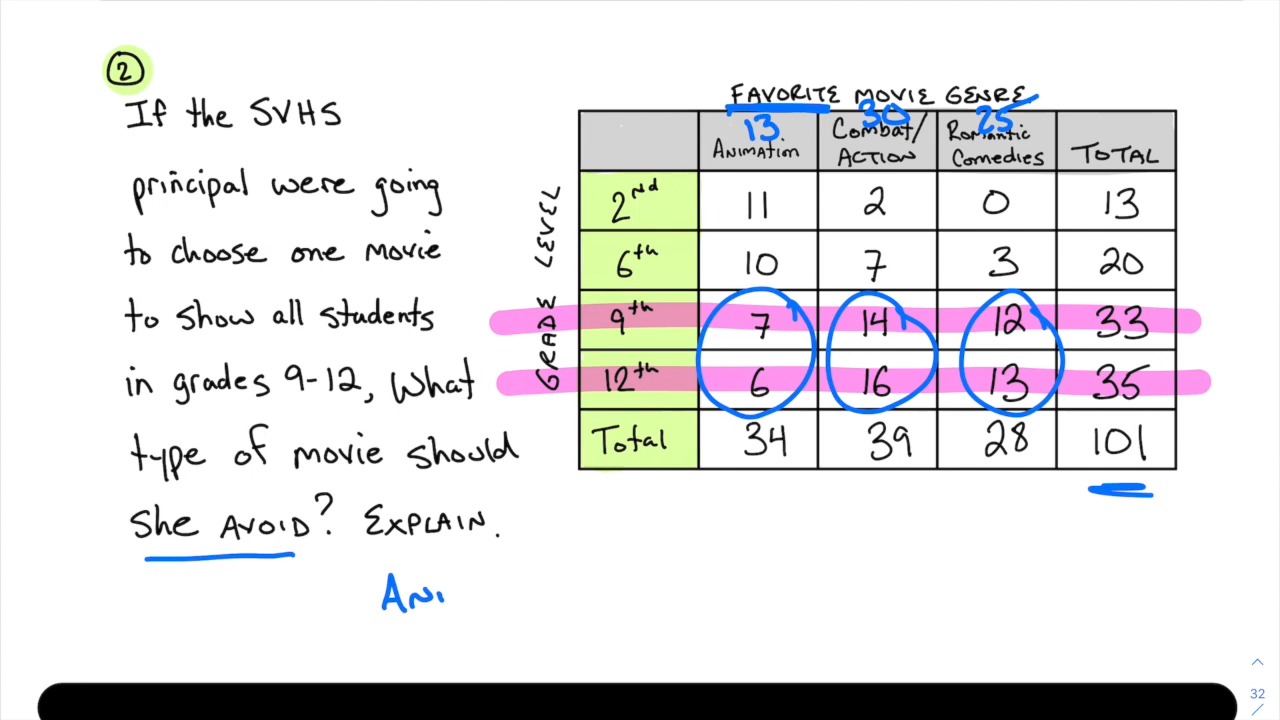 2
If the SVHS
principal were going
to choose one movie
to show all students
in grades 9-12, What
type of movie should
she AVOID? EXPLAIN.
Ani
FAVORITE MOVIE GENRE
13 30 25
ANIMATION Combat/ACTION Romantic Comedies TOTAL
GRADE LEVEL
2nd 11 2 0 13
6th 10 7 3 20
9th 7 14 12 33
12th 6 16 13 35
Total 34 39 28 101
32